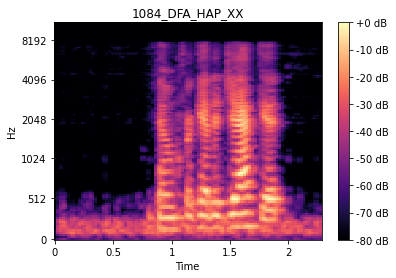 1084_DFA_HAP_XX
+0 dB
8192
-10 dB
4096
-20 dB
-30 dB
2048
Hz
-40 dB
1024
-50 dB
512
-60 dB
-70 dB
0
-80 dB
0 0.5 1 1.5 2
Time